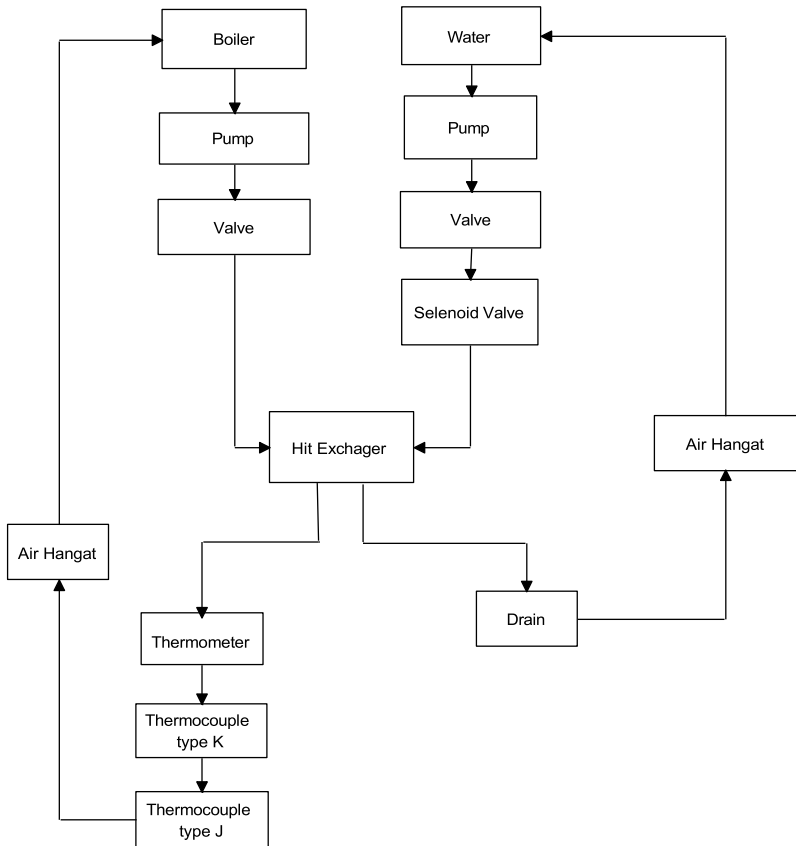 Boiler
Water
Pump
Pump
Valve
Valve
Selenoid Valve
Hit Exchager
Air Hangat
Air Hangat
Drain
Thermometer
Thermocouple
type K
Thermocouple
type J